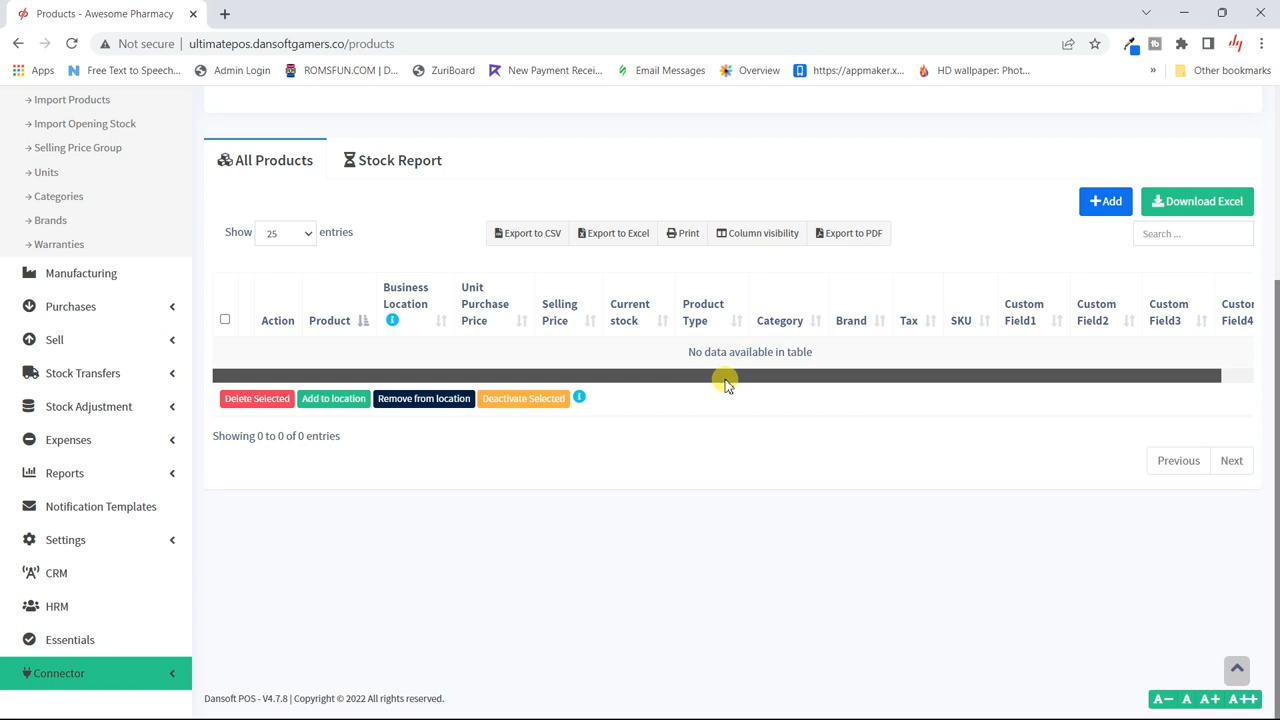 Products - Awesome Pharmacy
Not secure | ultimatepos.dansoftgamers.co/products
Apps Free Text to Speech... Admin Login ROMSFUN.COM | D... ZuriBoard New Payment Recei... Email Messages Overview https://appmaker.x... HD wallpaper: Phot... » Other bookmarks
Import Products
Import Opening Stock
Selling Price Group
Units
Categories
Brands
Warranties
Manufacturing
Purchases
Sell
Stock Transfers
Stock Adjustment
Expenses
Reports
Notification Templates
Settings
CRM
HRM
Essentials
Connector
All Products Stock Report
+Add Download Excel
Show 25 entries Export to CSV Export to Excel Print Column visibility Export to PDF Search ...
Action Product Business Location Unit Purchase Price Selling Price Current stock Product Type Category Brand Tax SKU Custom Field1 Custom Field2 Custom Field3 Custom Field4
No data available in table
Delete Selected Add to location Remove from location Deactivate Selected
Showing 0 to 0 of 0 entries
Previous Next
Dansoft POS - V4.7.8 | Copyright © 2022 All rights reserved.
A- A A+ A++